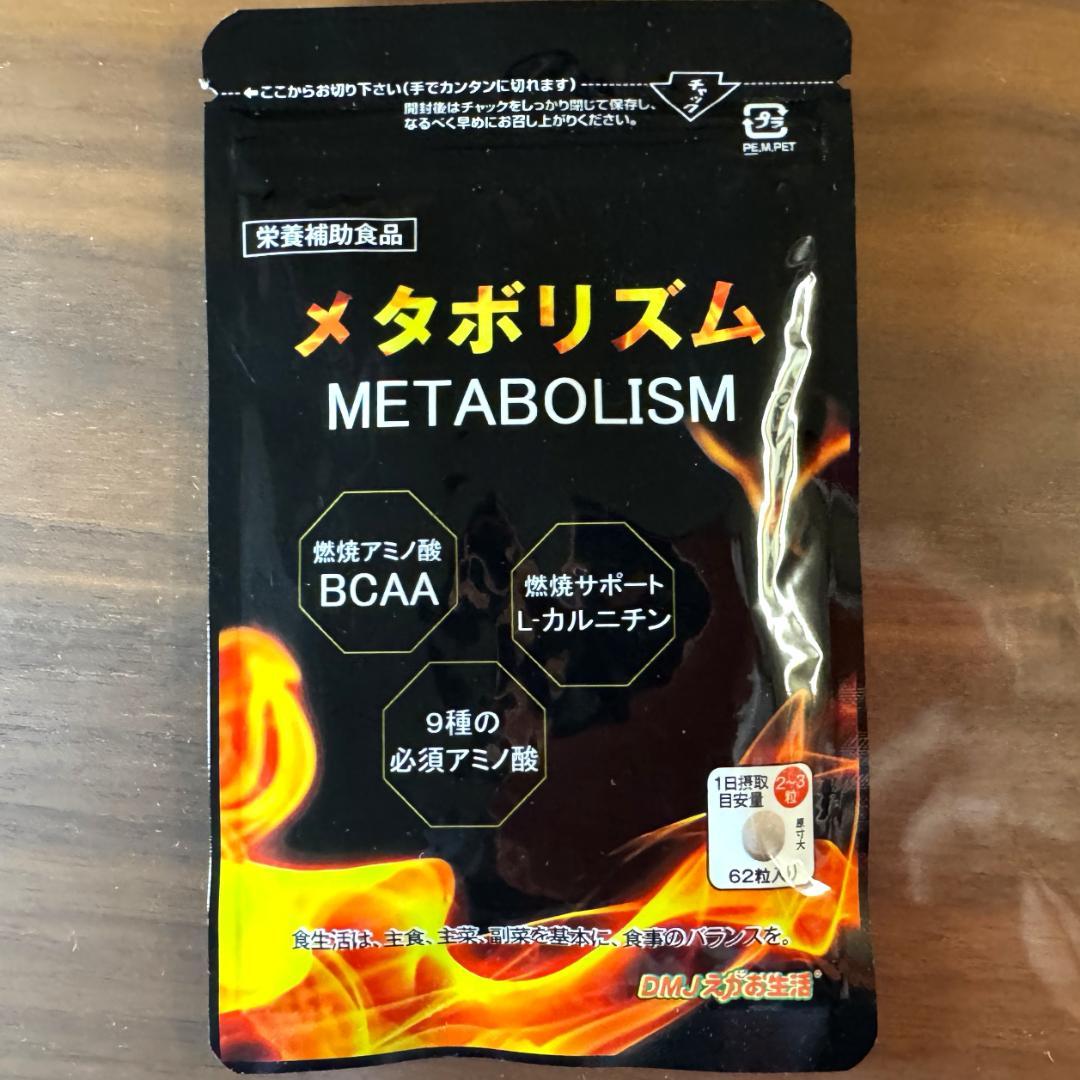 ←ここからお切り下さい(手でカンタンに切れます)
チャック
開封後はチャックをしっかり閉じて保存し、
なるべく早めにお召し上がりください。
プラ
PE.M.PET
栄養補助食品
メタボリズム
METABOLISM
燃焼アミノ酸
BCAA
燃焼サポート
L-カルニチン
9種の
必須アミノ酸
1日摂取
目安量
2~3
粒
原寸大
62粒入り
食生活は、主食、主菜、副菜を基本に、食事のバランスを。
DMJえがお生活®